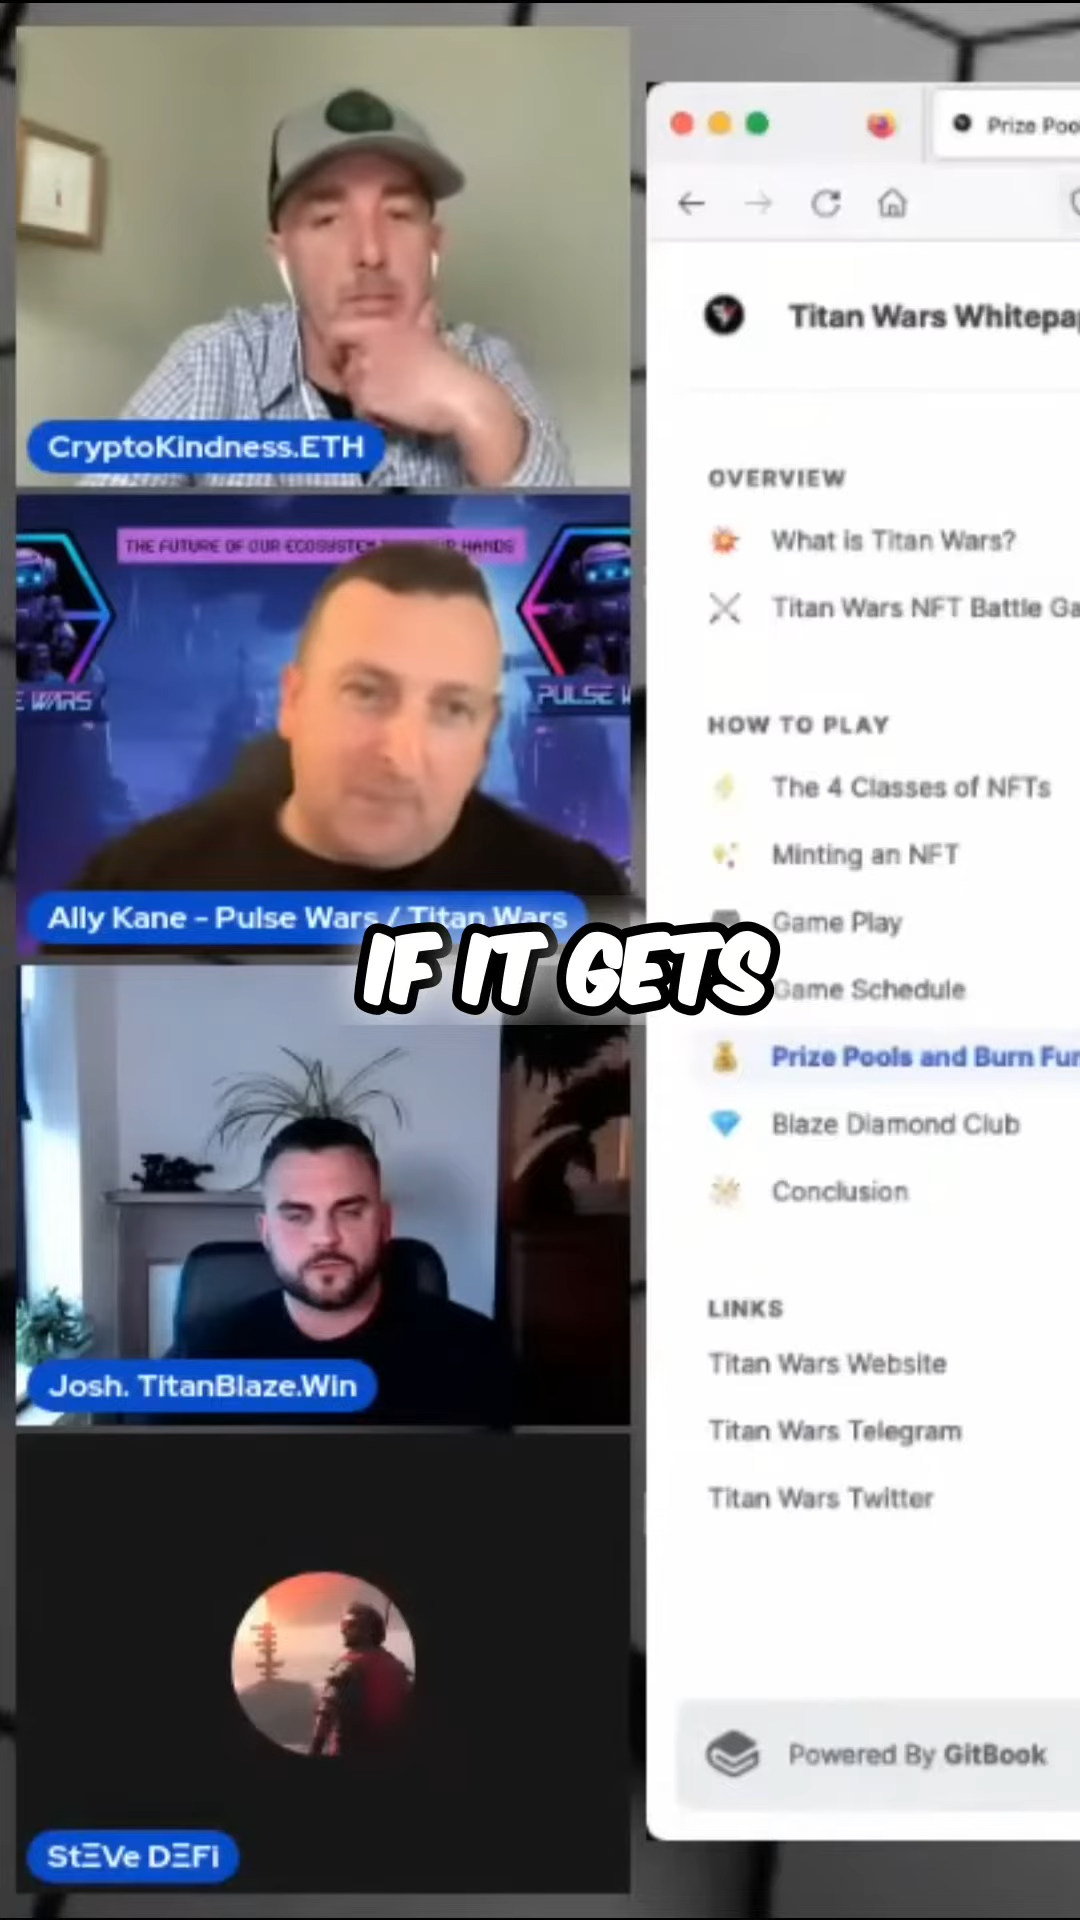 CryptoKindness.ETH
THE FUTURE OF OUR ECOSYSTEM HANDS
WARS
PULSE
Ally Kane - Pulse Wars / Titan Wars
IF IT GETS
Josh. TitanBlaze.Win
StΞVe DΞFi
Prize Poo
Titan Wars Whitepap
OVERVIEW
What is Titan Wars?
Titan Wars NFT Battle Ga
HOW TO PLAY
The 4 Classes of NFTs
Minting an NFT
Game Play
Game Schedule
Prize Pools and Burn Fun
Blaze Diamond Club
Conclusion
LINKS
Titan Wars Website
Titan Wars Telegram
Titan Wars Twitter
Powered By GitBook